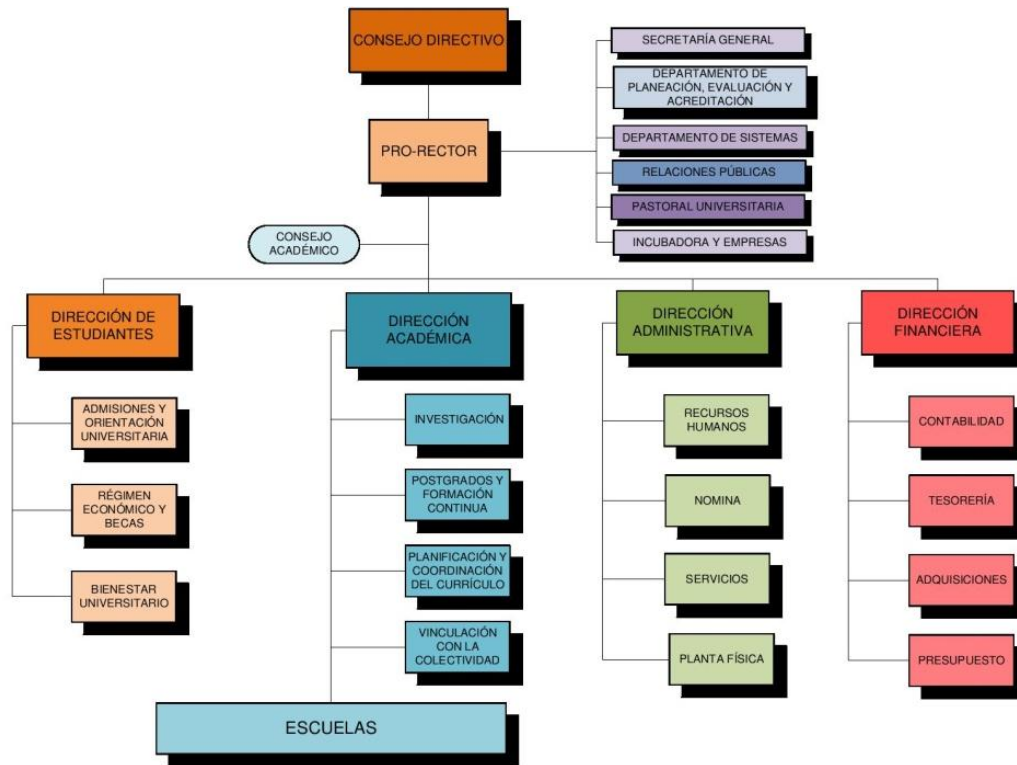 CONSEJO DIRECTIVO
SECRETARÍA GENERAL
DEPARTAMENTO DE
PLANEACIÓN, EVALUACIÓN Y
ACREDITACIÓN
PRO-RECTOR
DEPARTAMENTO DE SISTEMAS
RELACIONES PÚBLICAS
PASTORAL UNIVERSITARIA
INCUBADORA Y EMPRESAS
CONSEJO
ACADÉMICO
DIRECCIÓN DE
ESTUDIANTES
DIRECCIÓN
ACADÉMICA
DIRECCIÓN
ADMINISTRATIVA
DIRECCIÓN
FINANCIERA
ADMISIONES Y
ORIENTACIÓN
UNIVERSITARIA
RÉGIMEN
ECONÓMICO Y
BECAS
BIENESTAR
UNIVERSITARIO
INVESTIGACIÓN
POSTGRADOS Y
FORMACIÓN
CONTINUA
PLANIFICACIÓN Y
COORDINACIÓN
DEL CURRÍCULO
VINCULACIÓN
CON LA
COLECTIVIDAD
ESCUELAS
RECURSOS
HUMANOS
NOMINA
SERVICIOS
PLANTA FÍSICA
CONTABILIDAD
TESORERÍA
ADQUISICIONES
PRESUPUESTO